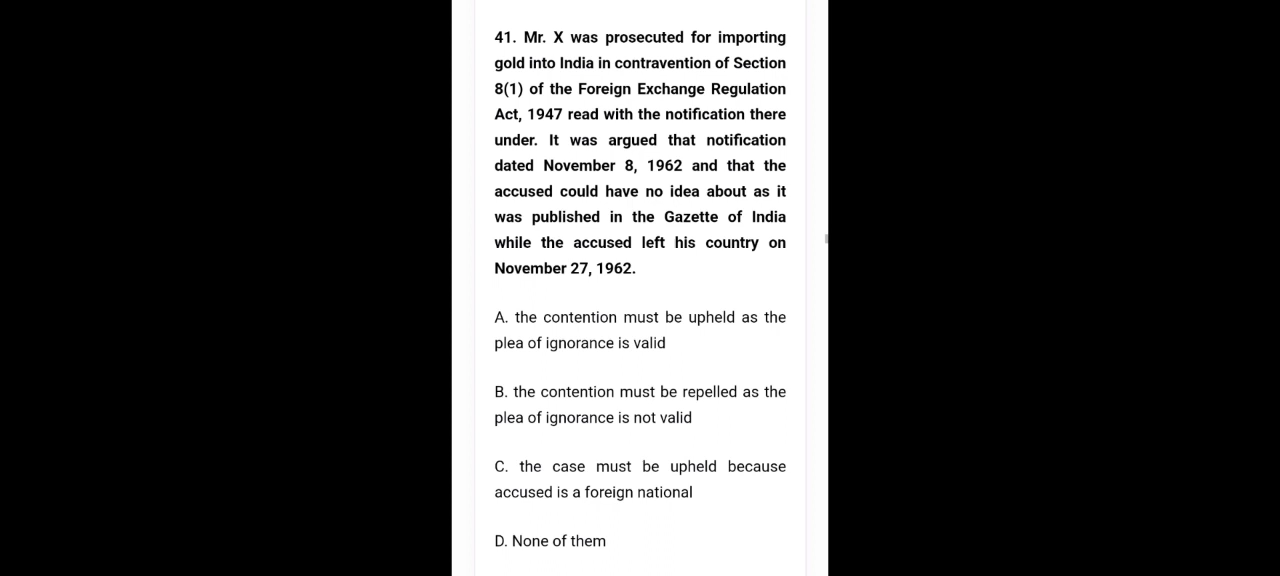 41. Mr. X was prosecuted for importing
gold into India in contravention of Section
8(1) of the Foreign Exchange Regulation
Act, 1947 read with the notification there
under. It was argued that notification
dated November 8, 1962 and that the
accused could have no idea about as it
was published in the Gazette of India
while the accused left his country on
November 27, 1962.
A. the contention must be upheld as the
plea of ignorance is valid
B. the contention must be repelled as the
plea of ignorance is not valid
C. the case must be upheld because
accused is a foreign national
D. None of them